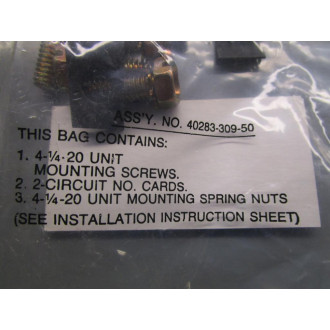 ASS'Y. NO. 40283-309-50
THIS BAG CONTAINS:
1. 4-¼-20 UNIT
MOUNTING SCREWS.
2. 2-CIRCUIT NO. CARDS.
3. 4-¼-20 UNIT MOUNTING SPRING NUTS
(SEE INSTALLATION INSTRUCTION SHEET)